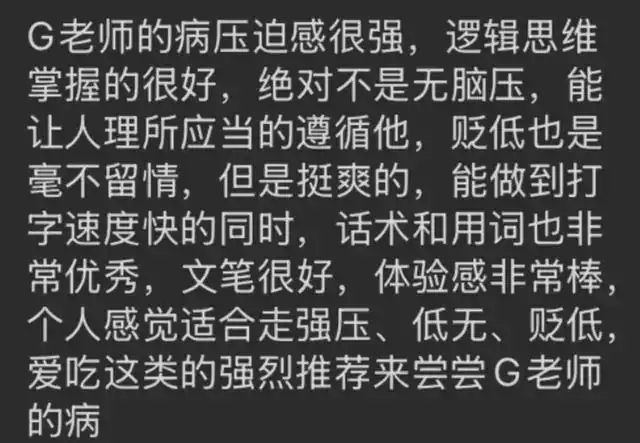 G老师的病压迫感很强，逻辑思维
掌握的很好，绝对不是无脑压，能
让人理所应当的遵循他，贬低也是
毫不留情，但是挺爽的，能做到打
字速度快的同时，话术和用词也非
常优秀，文笔很好，体验感非常棒，
个人感觉适合走强压、低无、贬低，
爱吃这类的强烈推荐来尝尝G老师
的病